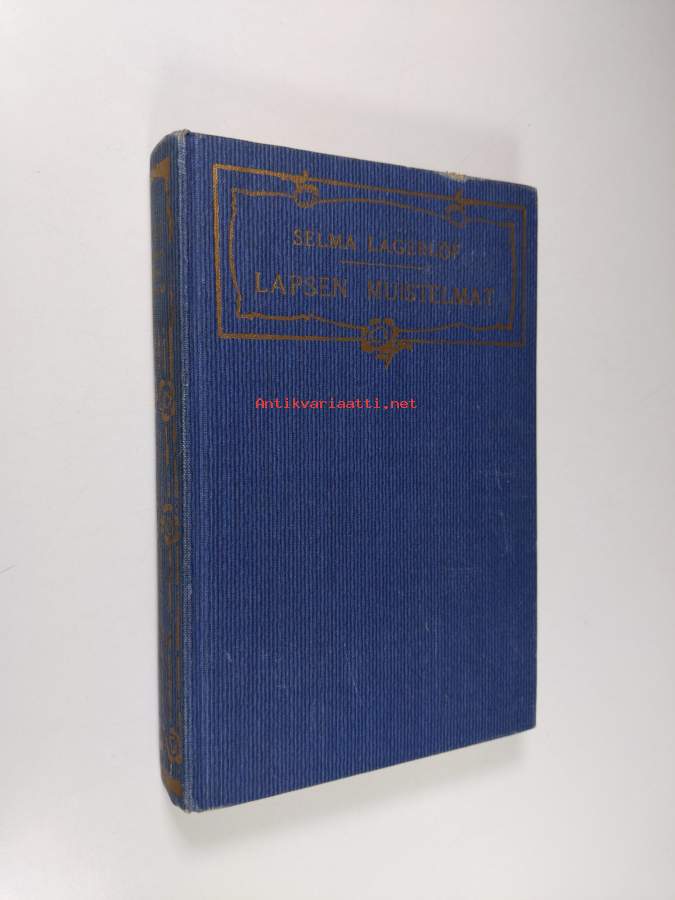 SELMA LAGERLÖF
LAPSEN MUISTELMAT
Antikvariaatti.net